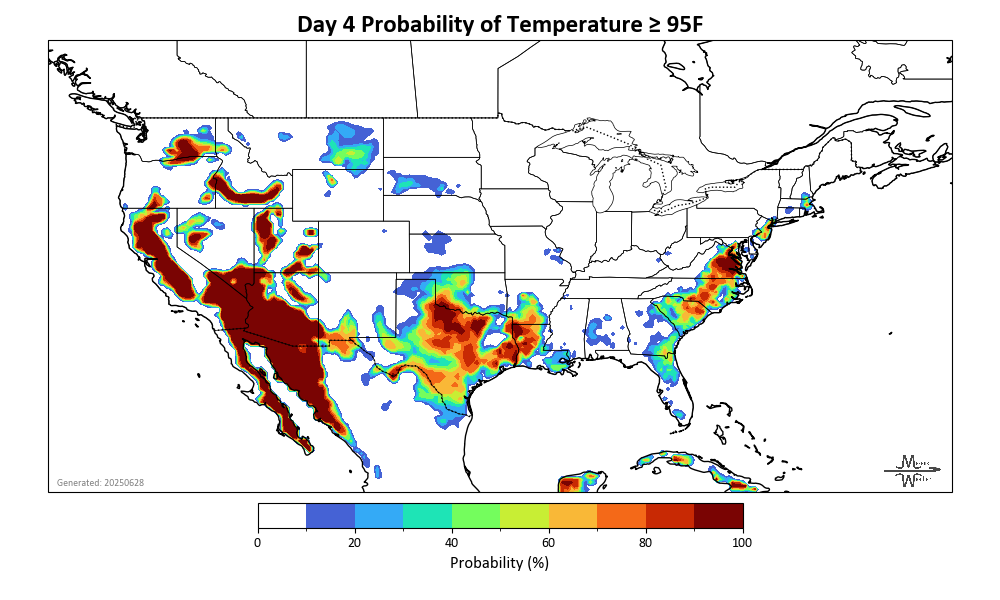 Day 4 Probability of Temperature ≥ 95F
Generated: 20250628
0 20 40 60 80 100
Probability (%)